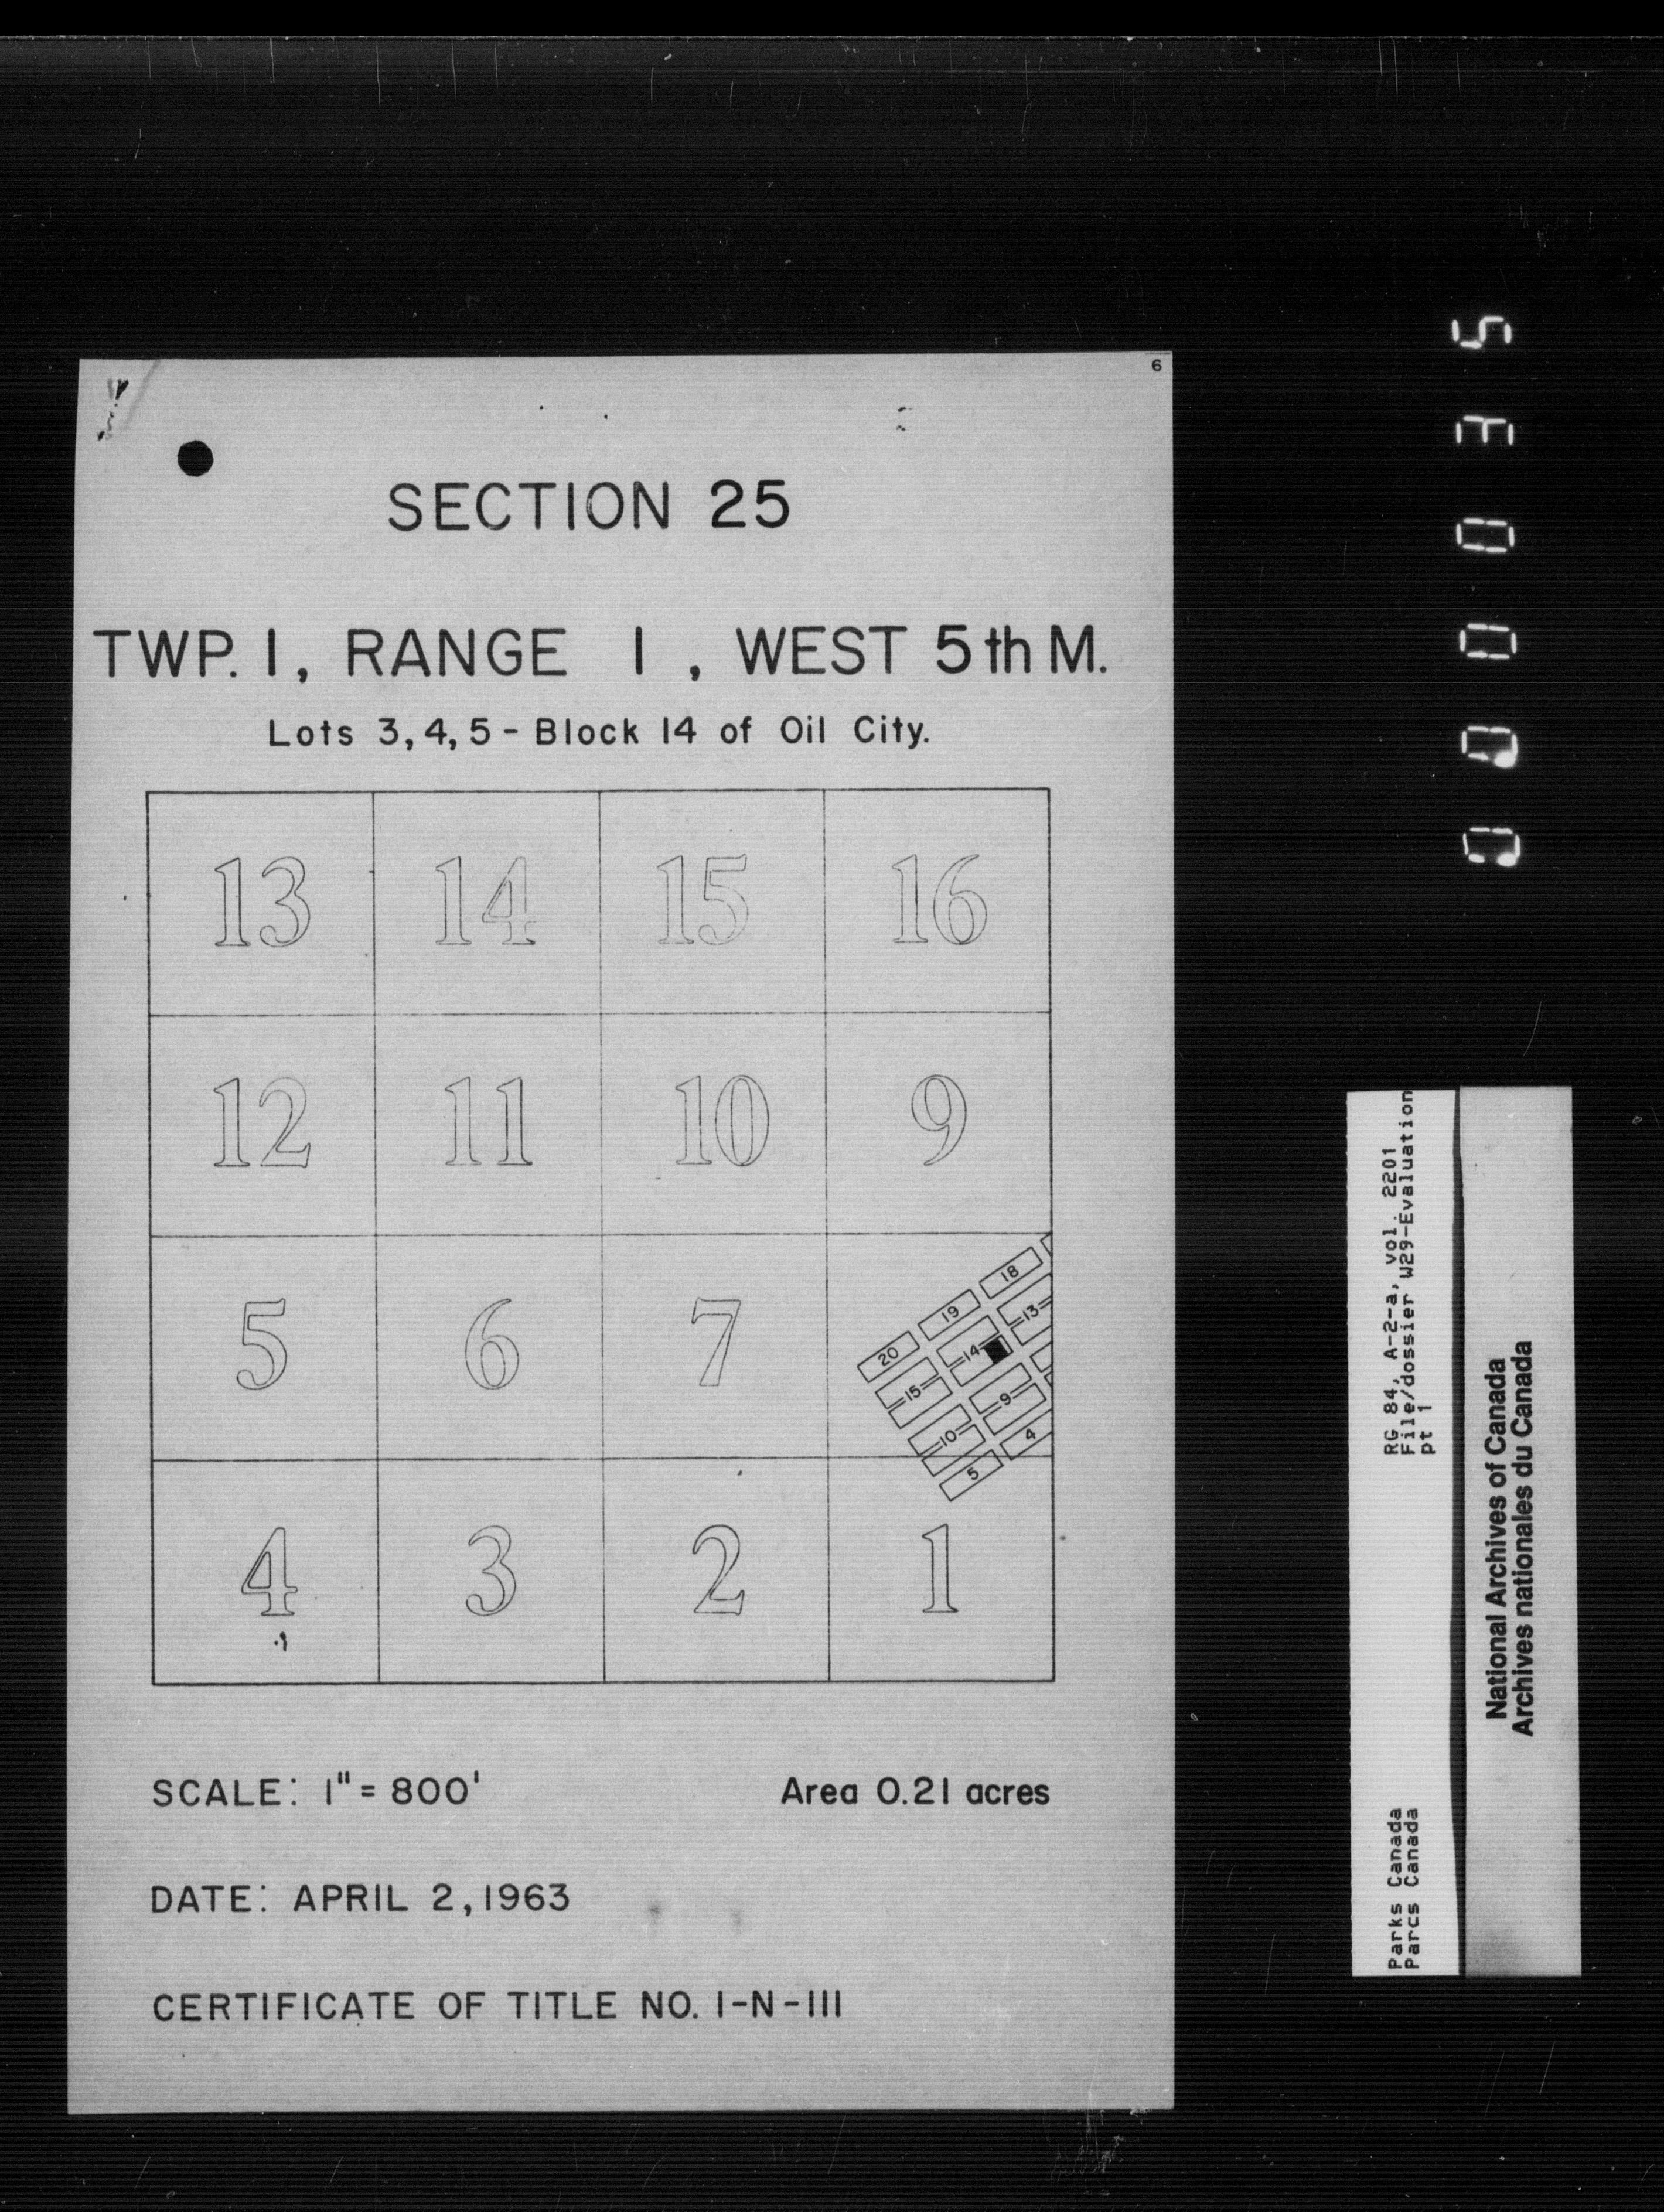 6
SECTION 25
TWP. 1, RANGE 1, WEST 5th M.
Lots 3, 4, 5 - Block 14 of Oil City.
13 14 15 16
12 11 10 9
5 6 7
18
19
13
20
14
15
9
10
4
5
4 3 2 1
SCALE: 1" = 800' Area 0.21 acres
DATE: APRIL 2, 1963
CERTIFICATE OF TITLE NO. 1-N-111
RG 84, A-2-a, vol. 2201
File/dossier W29-Evaluation
pt 1
Parks Canada
Parcs Canada
National Archives of Canada
Archives nationales du Canada